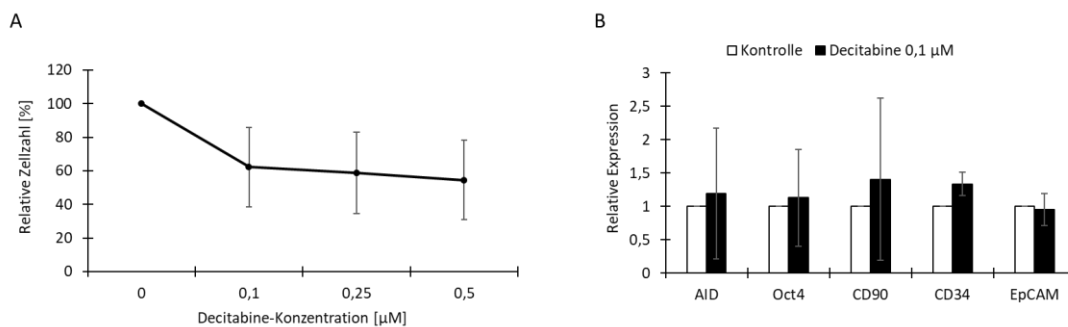 A
B
Kontrolle
Decitabine 0,1 µM
120
100
80
60
40
20
0
Relative Zellzahl [%]
0
0,1
0,25
0,5
Decitabine-Konzentration [µM]
3
2,5
2
1,5
1
0,5
0
Relative Expression
AID
Oct4
CD90
CD34
EpCAM